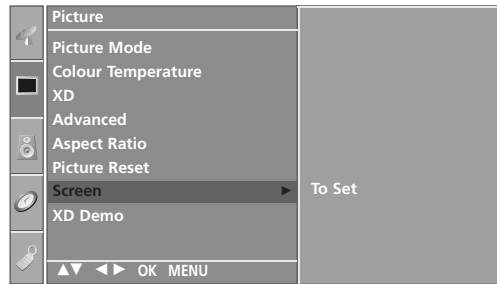 Picture
Picture Mode
Colour Temperature
XD
Advanced
Aspect Ratio
Picture Reset
Screen ► To Set
XD Demo
▲▼ ◄► OK MENU